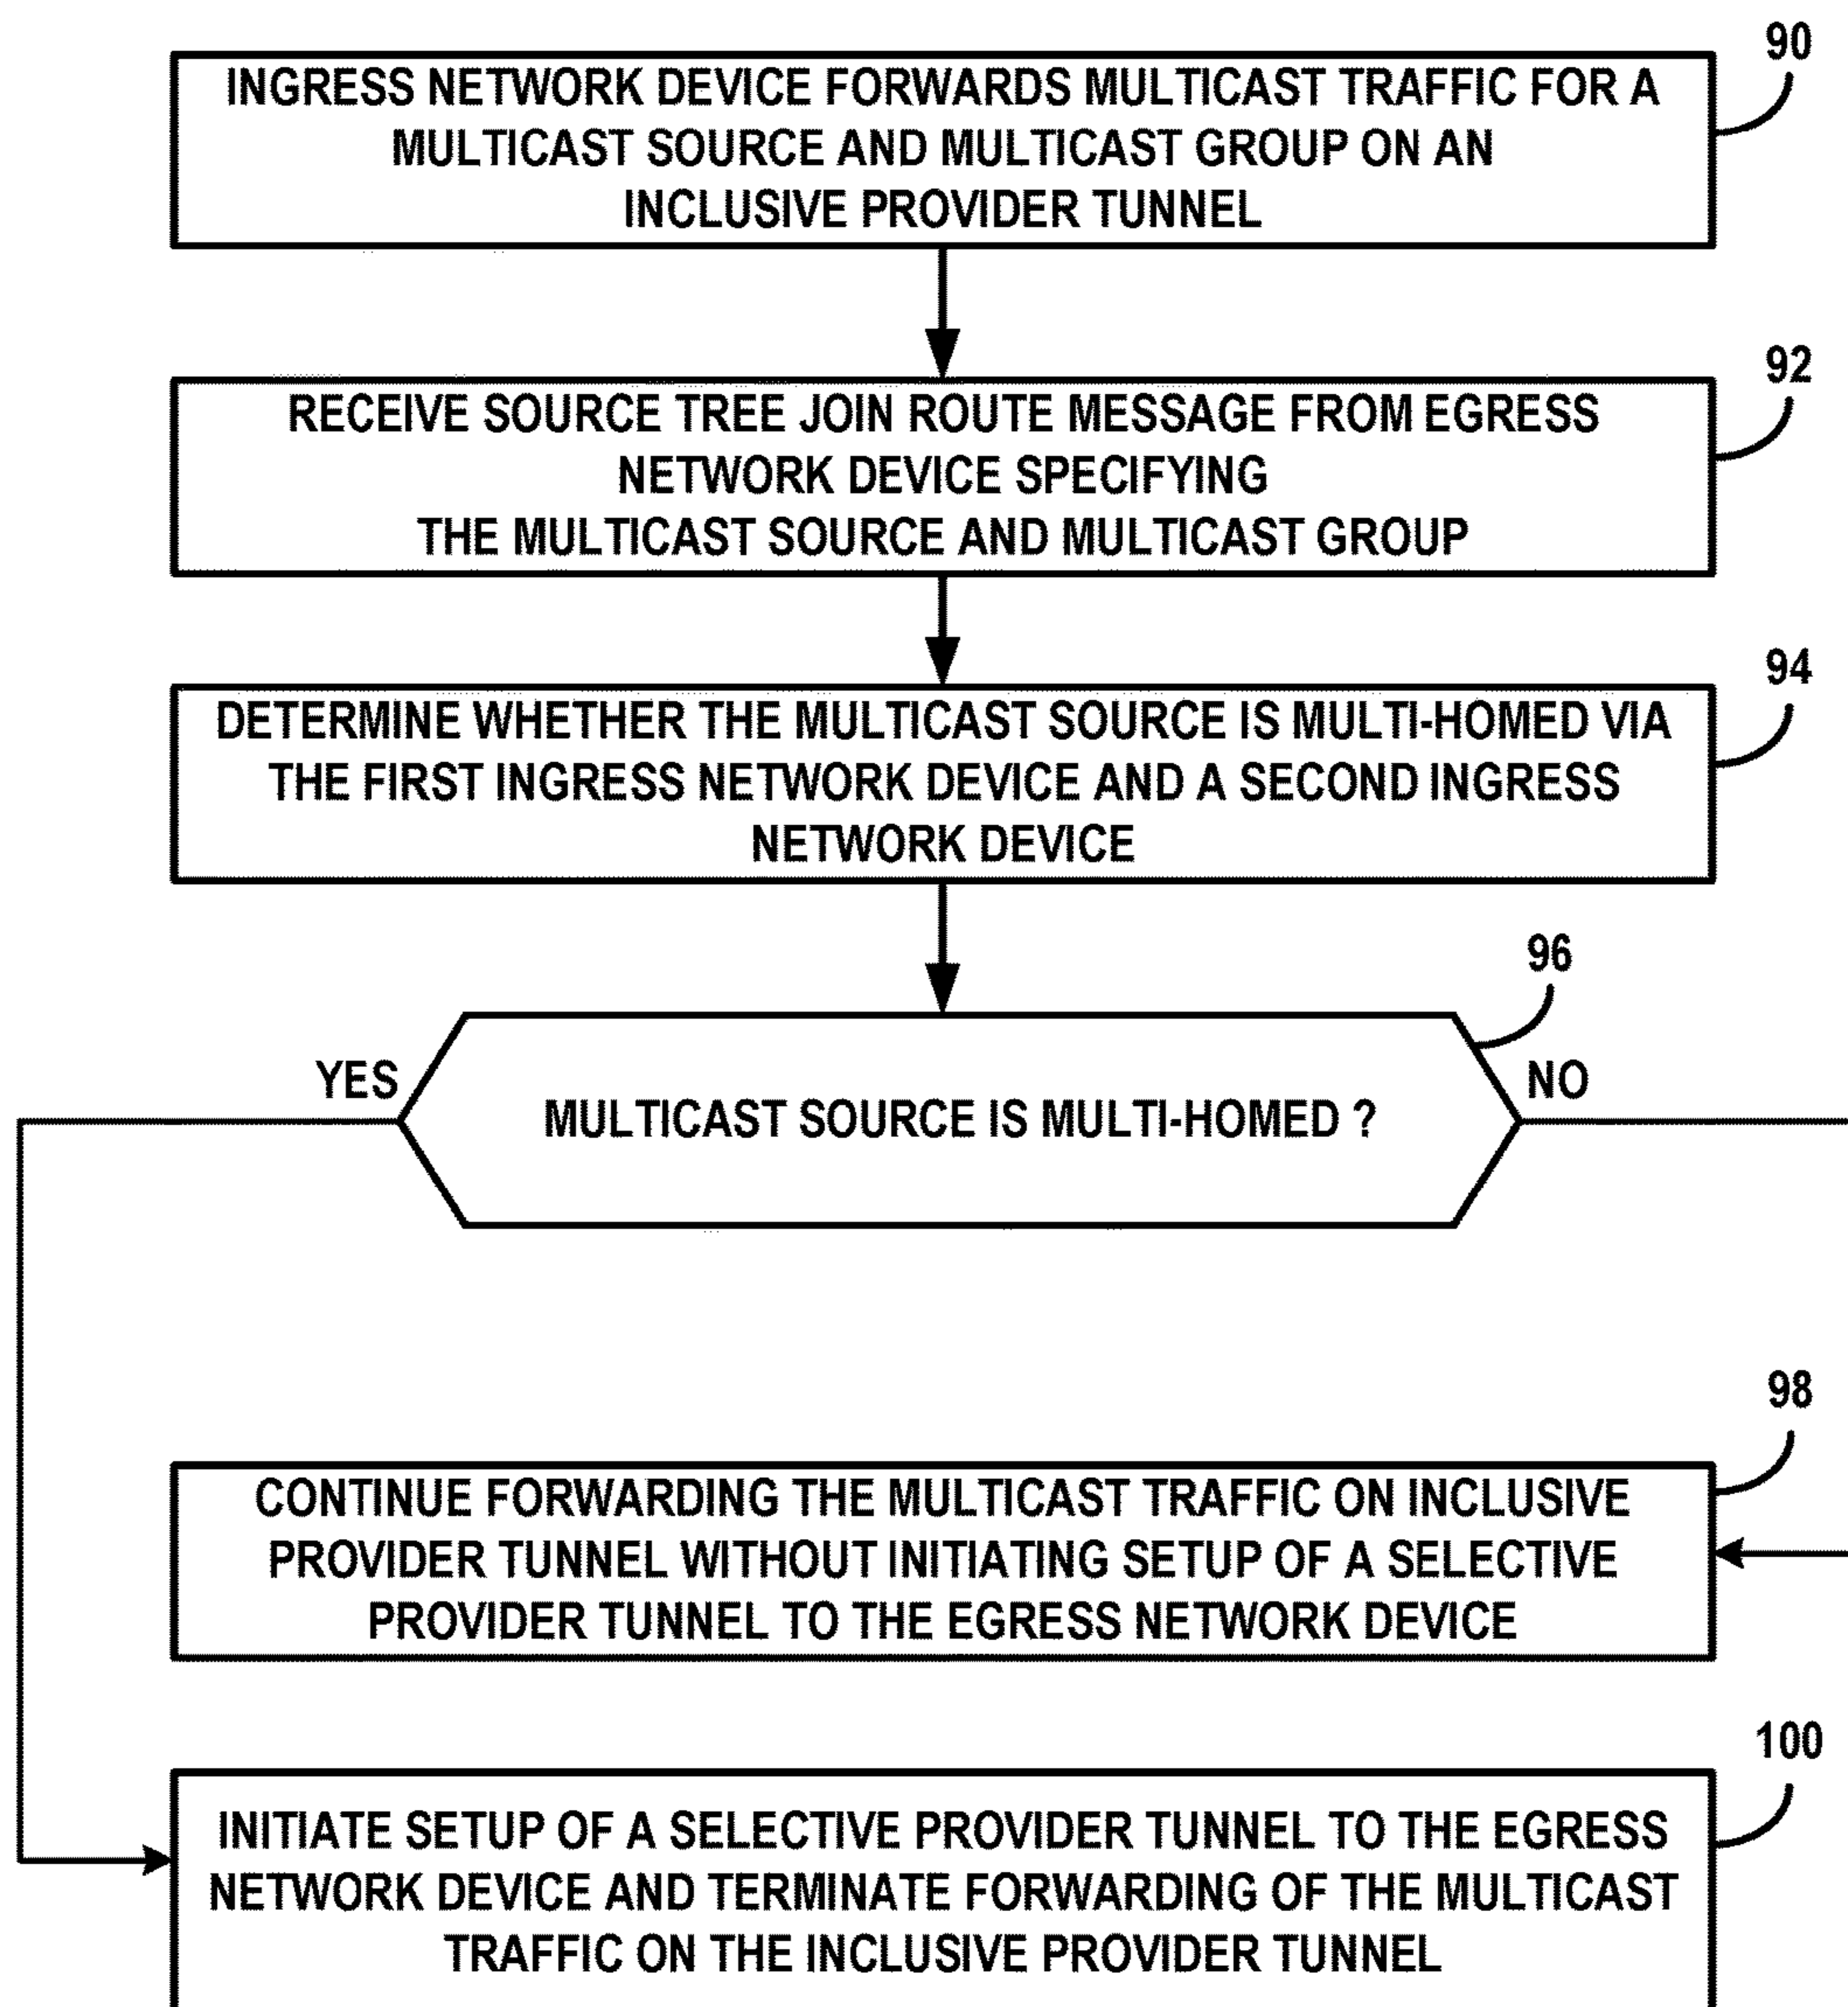 90
INGRESS NETWORK DEVICE FORWARDS MULTICAST TRAFFIC FOR A
MULTICAST SOURCE AND MULTICAST GROUP ON AN
INCLUSIVE PROVIDER TUNNEL
92
RECEIVE SOURCE TREE JOIN ROUTE MESSAGE FROM EGRESS
NETWORK DEVICE SPECIFYING
THE MULTICAST SOURCE AND MULTICAST GROUP
94
DETERMINE WHETHER THE MULTICAST SOURCE IS MULTI-HOMED VIA
THE FIRST INGRESS NETWORK DEVICE AND A SECOND INGRESS
NETWORK DEVICE
96
YES
NO
MULTICAST SOURCE IS MULTI-HOMED ?
98
CONTINUE FORWARDING THE MULTICAST TRAFFIC ON INCLUSIVE
PROVIDER TUNNEL WITHOUT INITIATING SETUP OF A SELECTIVE
PROVIDER TUNNEL TO THE EGRESS NETWORK DEVICE
100
INITIATE SETUP OF A SELECTIVE PROVIDER TUNNEL TO THE EGRESS
NETWORK DEVICE AND TERMINATE FORWARDING OF THE MULTICAST
TRAFFIC ON THE INCLUSIVE PROVIDER TUNNEL